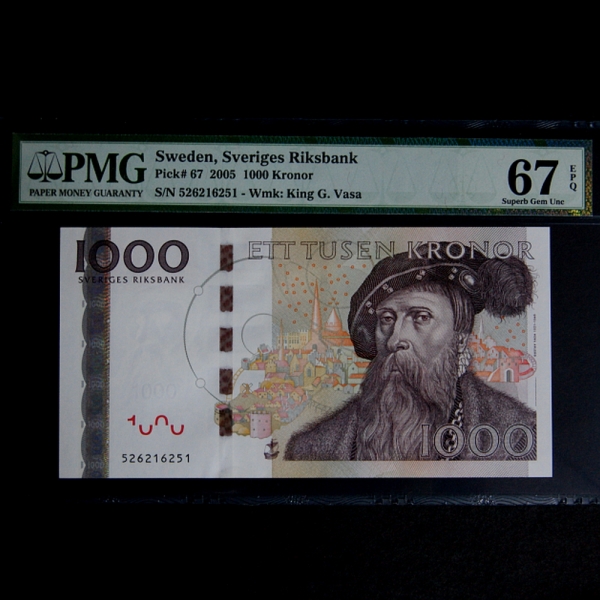 PMG
PAPER MONEY GUARANTY
Sweden, Sveriges Riksbank
Pick# 67 2005 1000 Kronor
S/N 526216251 - Wmk: King G. Vasa
67
EPQ
Superb Gem Unc
1000
SVERIGES RIKSBANK
ETT TUSEN KRONOR
526216251
1000